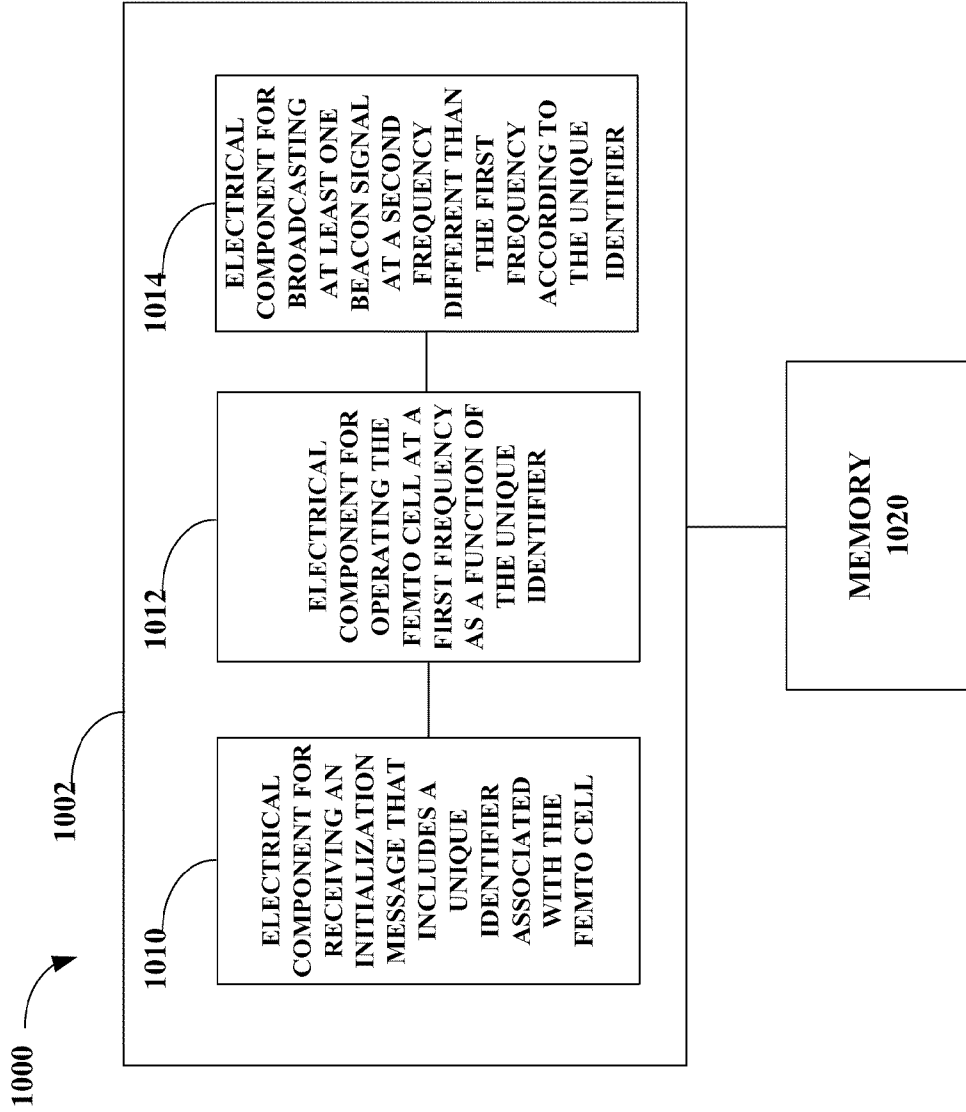 1000
1002
1010
ELECTRICAL
COMPONENT FOR
RECEIVING AN
INITIALIZATION
MESSAGE THAT
INCLUDES A
UNIQUE
IDENTIFIER
ASSOCIATED
WITH THE
FEMTO CELL
1012
ELECTRICAL
COMPONENT FOR
OPERATING THE
FEMTO CELL AT A
FIRST FREQUENCY
AS A FUNCTION OF
THE UNIQUE
IDENTIFIER
1014
ELECTRICAL
COMPONENT FOR
BROADCASTING
AT LEAST ONE
BEACON SIGNAL
AT A SECOND
FREQUENCY
DIFFERENT THAN
THE FIRST
FREQUENCY
ACCORDING TO
THE UNIQUE
IDENTIFIER
MEMORY
1020